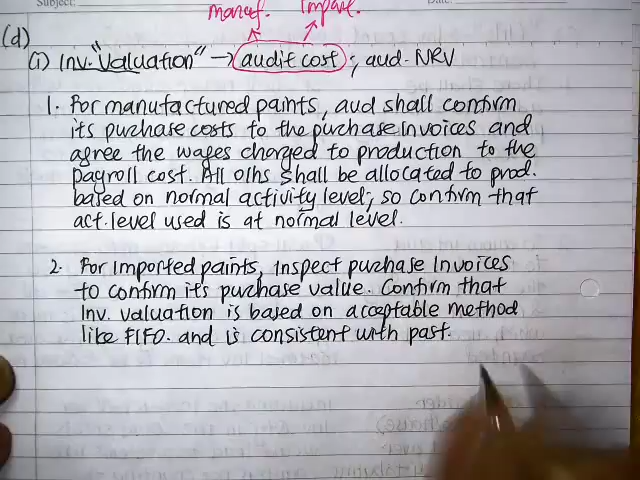 Subject:
Date:
manuf. import.
(d)
(i) Inv. "Valuation" → audit cost ; aud. NRV
1. For manufactured paints, aud shall confirm
its purchase costs to the purchase invoices and
agree the wages charged to production to the
payroll cost. All o/hs shall be allocated to prod.
based on normal activity level; so confirm that
act. level used is at normal level.
2. For imported paints, inspect purchase invoices
to confirm it's purchase value. Confirm that
Inv. valuation is based on acceptable method
like FIFO. and is consistent with past.